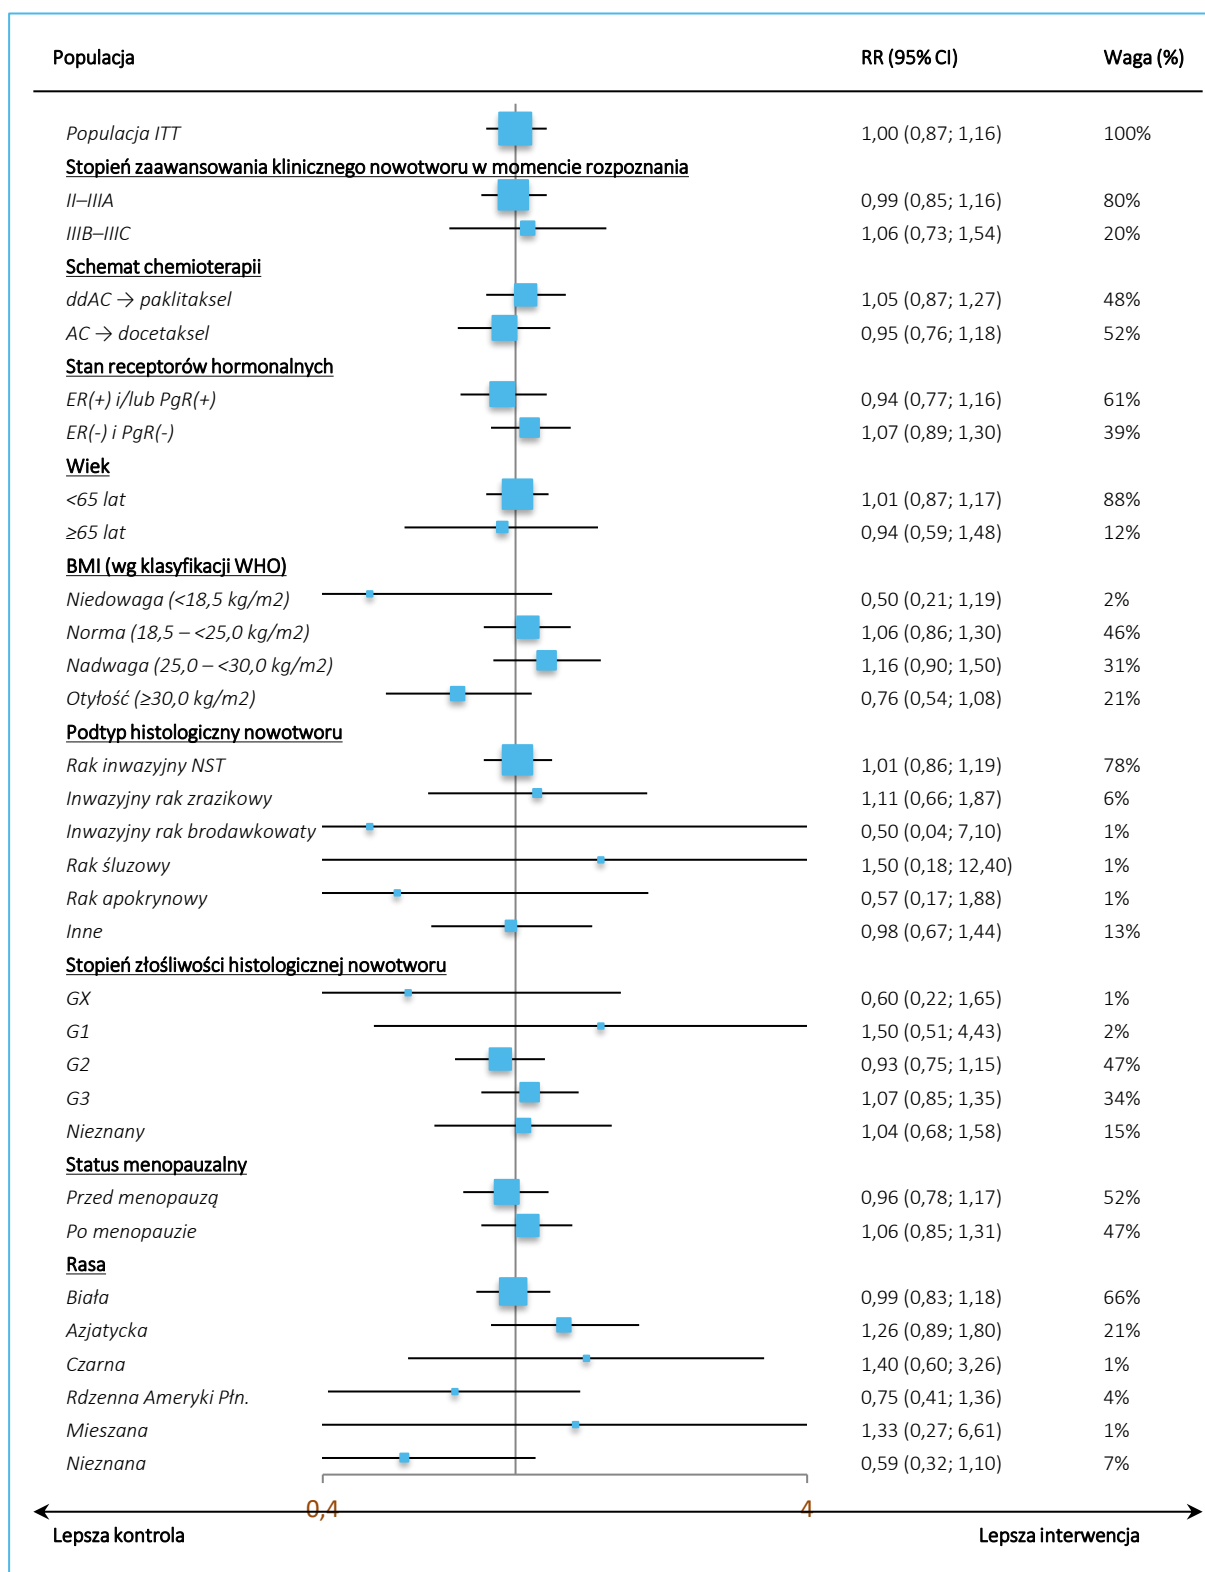 Populacja RR (95% CI) Waga (%)
Populacja ITT 1,00 (0,87; 1,16) 100%
Stopień zaawansowania klinicznego nowotworu w momencie rozpoznania
II–IIIA 0,99 (0,85; 1,16) 80%
IIIB–IIIC 1,06 (0,73; 1,54) 20%
Schemat chemioterapii
ddAC → paklitaksel 1,05 (0,87; 1,27) 48%
AC → docetaksel 0,95 (0,76; 1,18) 52%
Stan receptorów hormonalnych
ER(+) i/lub PgR(+) 0,94 (0,77; 1,16) 61%
ER(-) i PgR(-) 1,07 (0,89; 1,30) 39%
Wiek
<65 lat 1,01 (0,87; 1,17) 88%
≥65 lat 0,94 (0,59; 1,48) 12%
BMI (wg klasyfikacji WHO)
Niedowaga (<18,5 kg/m2) 0,50 (0,21; 1,19) 2%
Norma (18,5 – <25,0 kg/m2) 1,06 (0,86; 1,30) 46%
Nadwaga (25,0 – <30,0 kg/m2) 1,16 (0,90; 1,50) 31%
Otyłość (≥30,0 kg/m2) 0,76 (0,54; 1,08) 21%
Podtyp histologiczny nowotworu
Rak inwazyjny NST 1,01 (0,86; 1,19) 78%
Inwazyjny rak zrazikowy 1,11 (0,66; 1,87) 6%
Inwazyjny rak brodawkowaty 0,50 (0,04; 7,10) 1%
Rak śluzowy 1,50 (0,18; 12,40) 1%
Rak apokrynowy 0,57 (0,17; 1,88) 1%
Inne 0,98 (0,67; 1,44) 13%
Stopień złośliwości histologicznej nowotworu
GX 0,60 (0,22; 1,65) 1%
G1 1,50 (0,51; 4,43) 2%
G2 0,93 (0,75; 1,15) 47%
G3 1,07 (0,85; 1,35) 34%
Nieznany 1,04 (0,68; 1,58) 15%
Status menopauzalny
Przed menopauzą 0,96 (0,78; 1,17) 52%
Po menopauzie 1,06 (0,85; 1,31) 47%
Rasa
Biała 0,99 (0,83; 1,18) 66%
Azjatycka 1,26 (0,89; 1,80) 21%
Czarna 1,40 (0,60; 3,26) 1%
Rdzenna Ameryki Płn. 0,75 (0,41; 1,36) 4%
Mieszana 1,33 (0,27; 6,61) 1%
Nieznana 0,59 (0,32; 1,10) 7%
0,4 4
Lepsza kontrola Lepsza interwencja